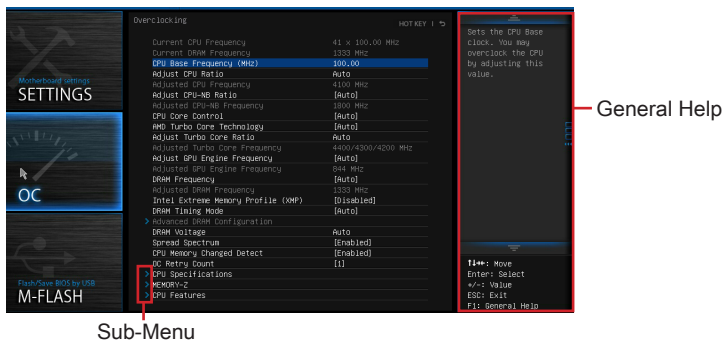 Motherboard settings
SETTINGS
OC
Flash/Save BIOS by USB
M-FLASH
Overclocking
HOT KEY |
Current CPU Frequency 41 x 100.00 MHz
Current DRAM Frequency 1333 MHz
CPU Base Frequency (MHz) 100.00
Adjust CPU Ratio Auto
Adjusted CPU Frequency 4100 MHz
Adjust CPU-NB Ratio [Auto]
Adjusted CPU-NB Frequency 1800 MHz
CPU Core Control [Auto]
AMD Turbo Core Technology [Auto]
Adjust Turbo Core Ratio Auto
Adjusted Turbo Core Frequency 4400/4300/4200 MHz
Adjust GPU Engine Frequency [Auto]
Adjusted GPU Engine Frequency 844 MHz
DRAM Frequency [Auto]
Adjusted DRAM Frequency 1333 MHz
Intel Extreme Memory Profile (XMP) [Disabled]
DRAM Timing Mode [Auto]
> Advanced DRAM Configuration
DRAM Voltage Auto
Spread Spectrum [Enabled]
CPU Memory Changed Detect [Enabled]
OC Retry Count [1]
> CPU Specifications
> MEMORY-Z
> CPU Features
Sets the CPU Base
clock. You may
overclock the CPU
by adjusting this
value.
↑↓→←: Move
Enter: Select
+/-: Value
ESC: Exit
F1: General Help
General Help
Sub-Menu